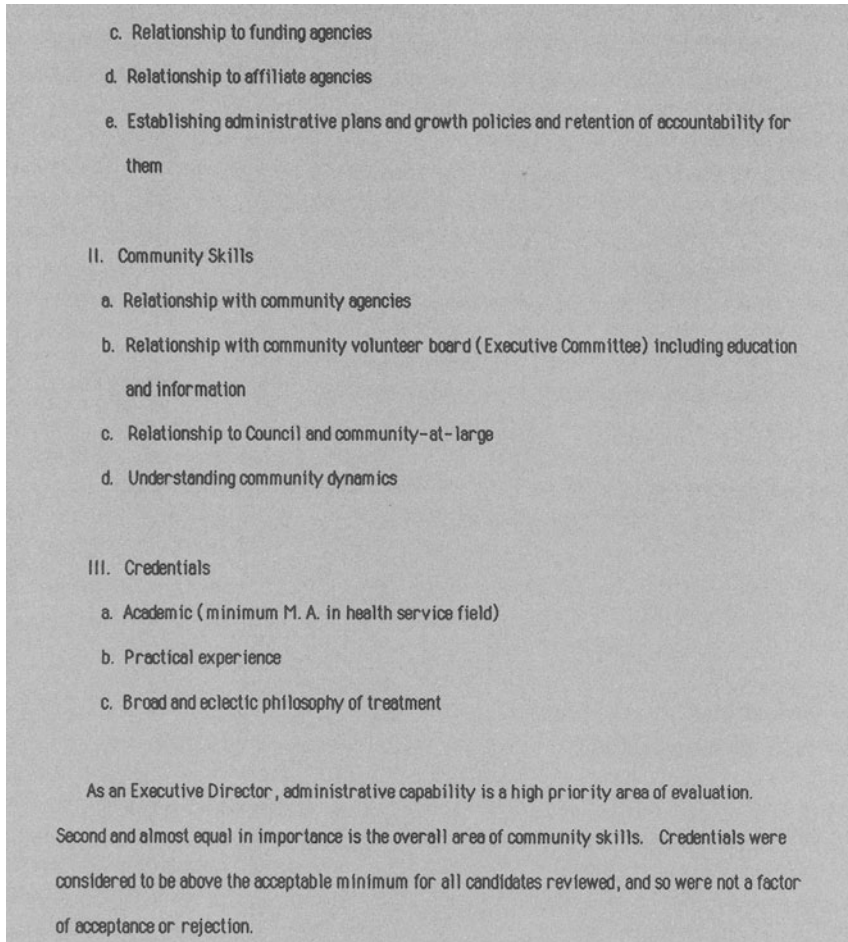 c. Relationship to funding agencies
d. Relationship to affiliate agencies
e. Establishing administrative plans and growth policies and retention of accountability for
them
II. Community Skills
a. Relationship with community agencies
b. Relationship with community volunteer board (Executive Committee) including education
and information
c. Relationship to Council and community-at-large
d. Understanding community dynamics
III. Credentials
a. Academic (minimum M. A. in health service field)
b. Practical experience
c. Broad and eclectic philosophy of treatment
As an Executive Director, administrative capability is a high priority area of evaluation.
Second and almost equal in importance is the overall area of community skills. Credentials were
considered to be above the acceptable minimum for all candidates reviewed, and so were not a factor
of acceptance or rejection.